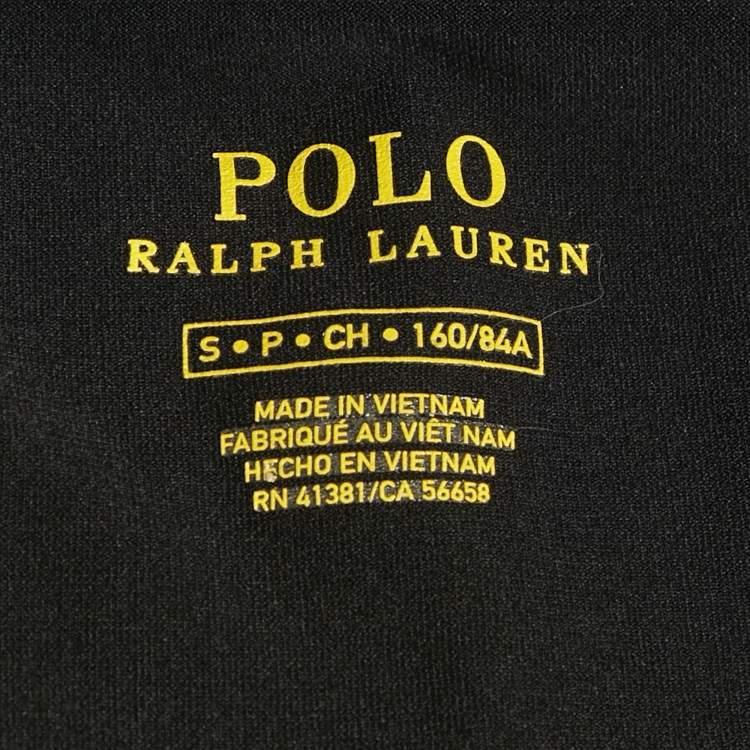 POLO
RALPH LAUREN
S • P • CH • 160/84A
MADE IN VIETNAM
FABRIQUÉ AU VIÊT NAM
HECHO EN VIETNAM
RN 41381/CA 56658